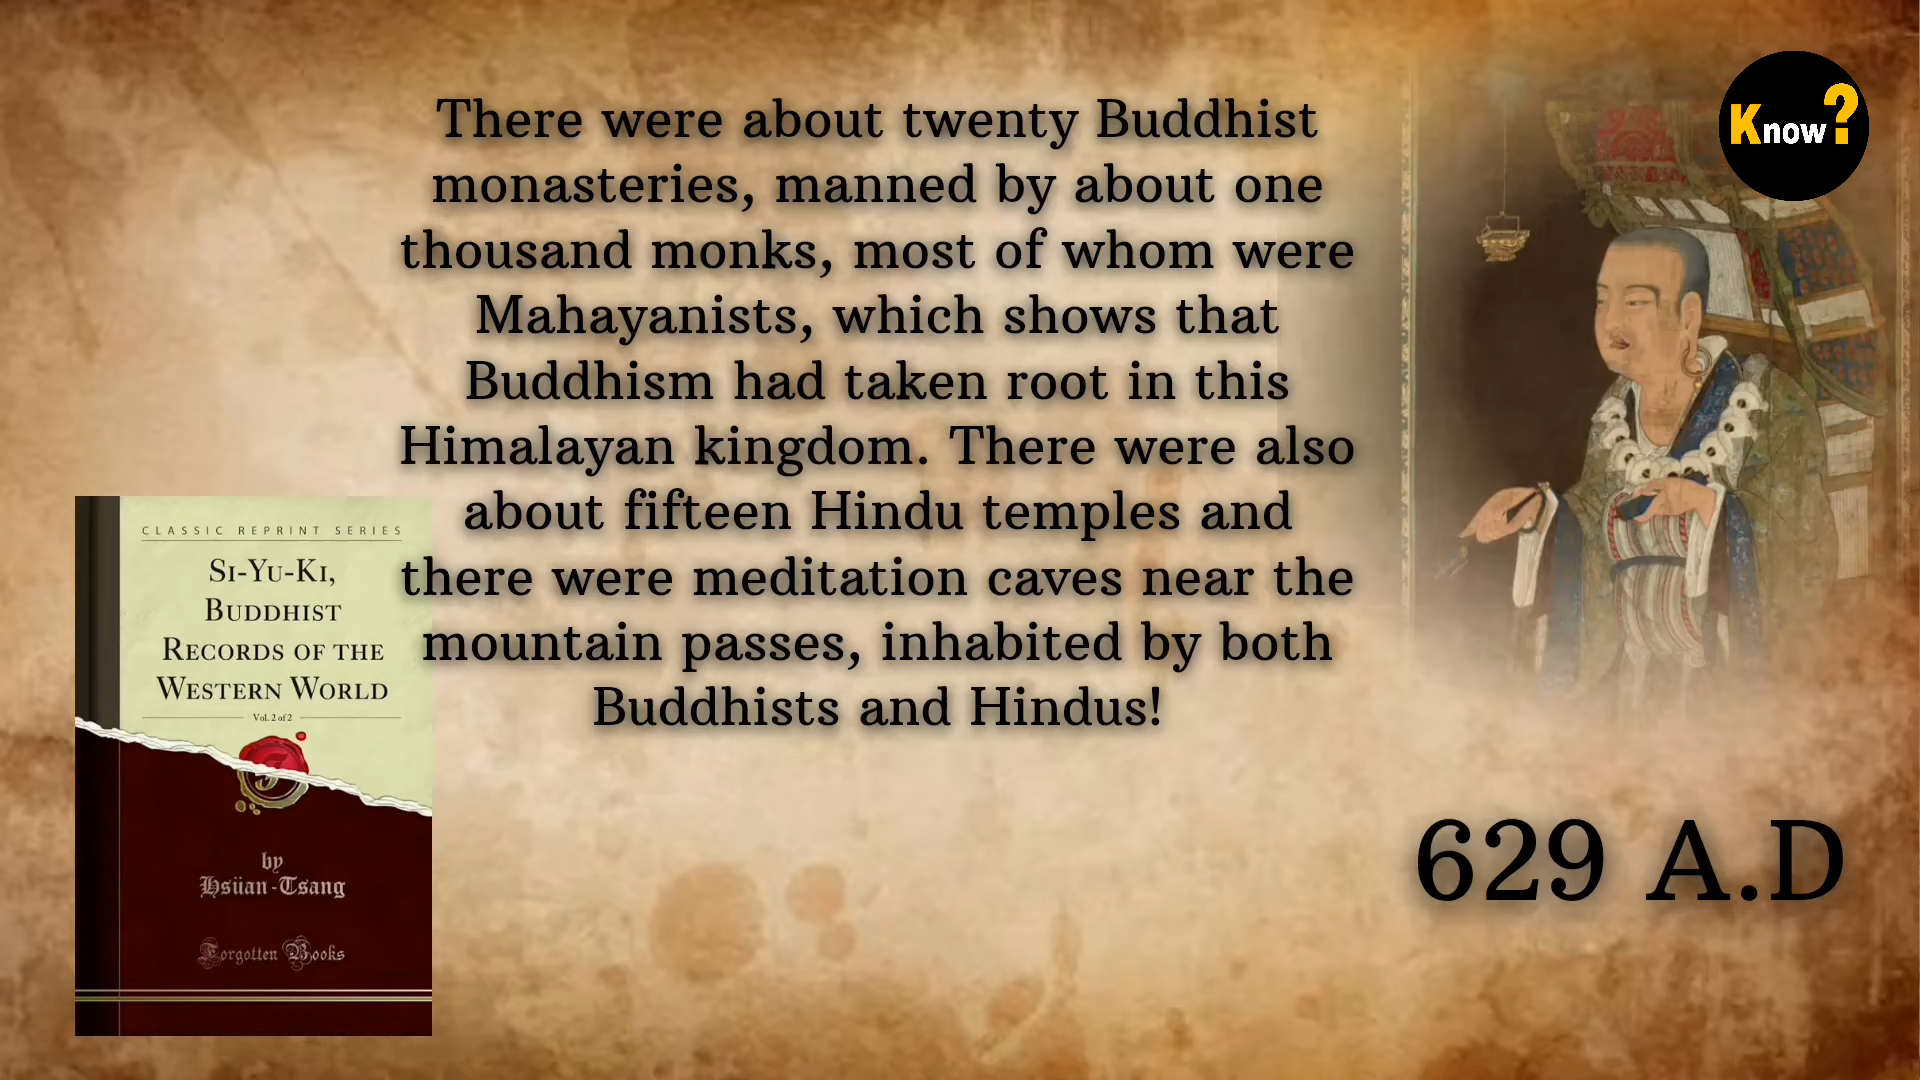 There were about twenty Buddhist
monasteries, manned by about one
thousand monks, most of whom were
Mahayanists, which shows that
Buddhism had taken root in this
Himalayan kingdom. There were also
about fifteen Hindu temples and
there were meditation caves near the
mountain passes, inhabited by both
Buddhists and Hindus!
Know?
CLASSIC REPRINT SERIES
SI-YU-KI,
BUDDHIST
RECORDS OF THE
WESTERN WORLD
Vol. 2 of 2
by
Hsüan-Tsang
Forgotten Books
629 A.D